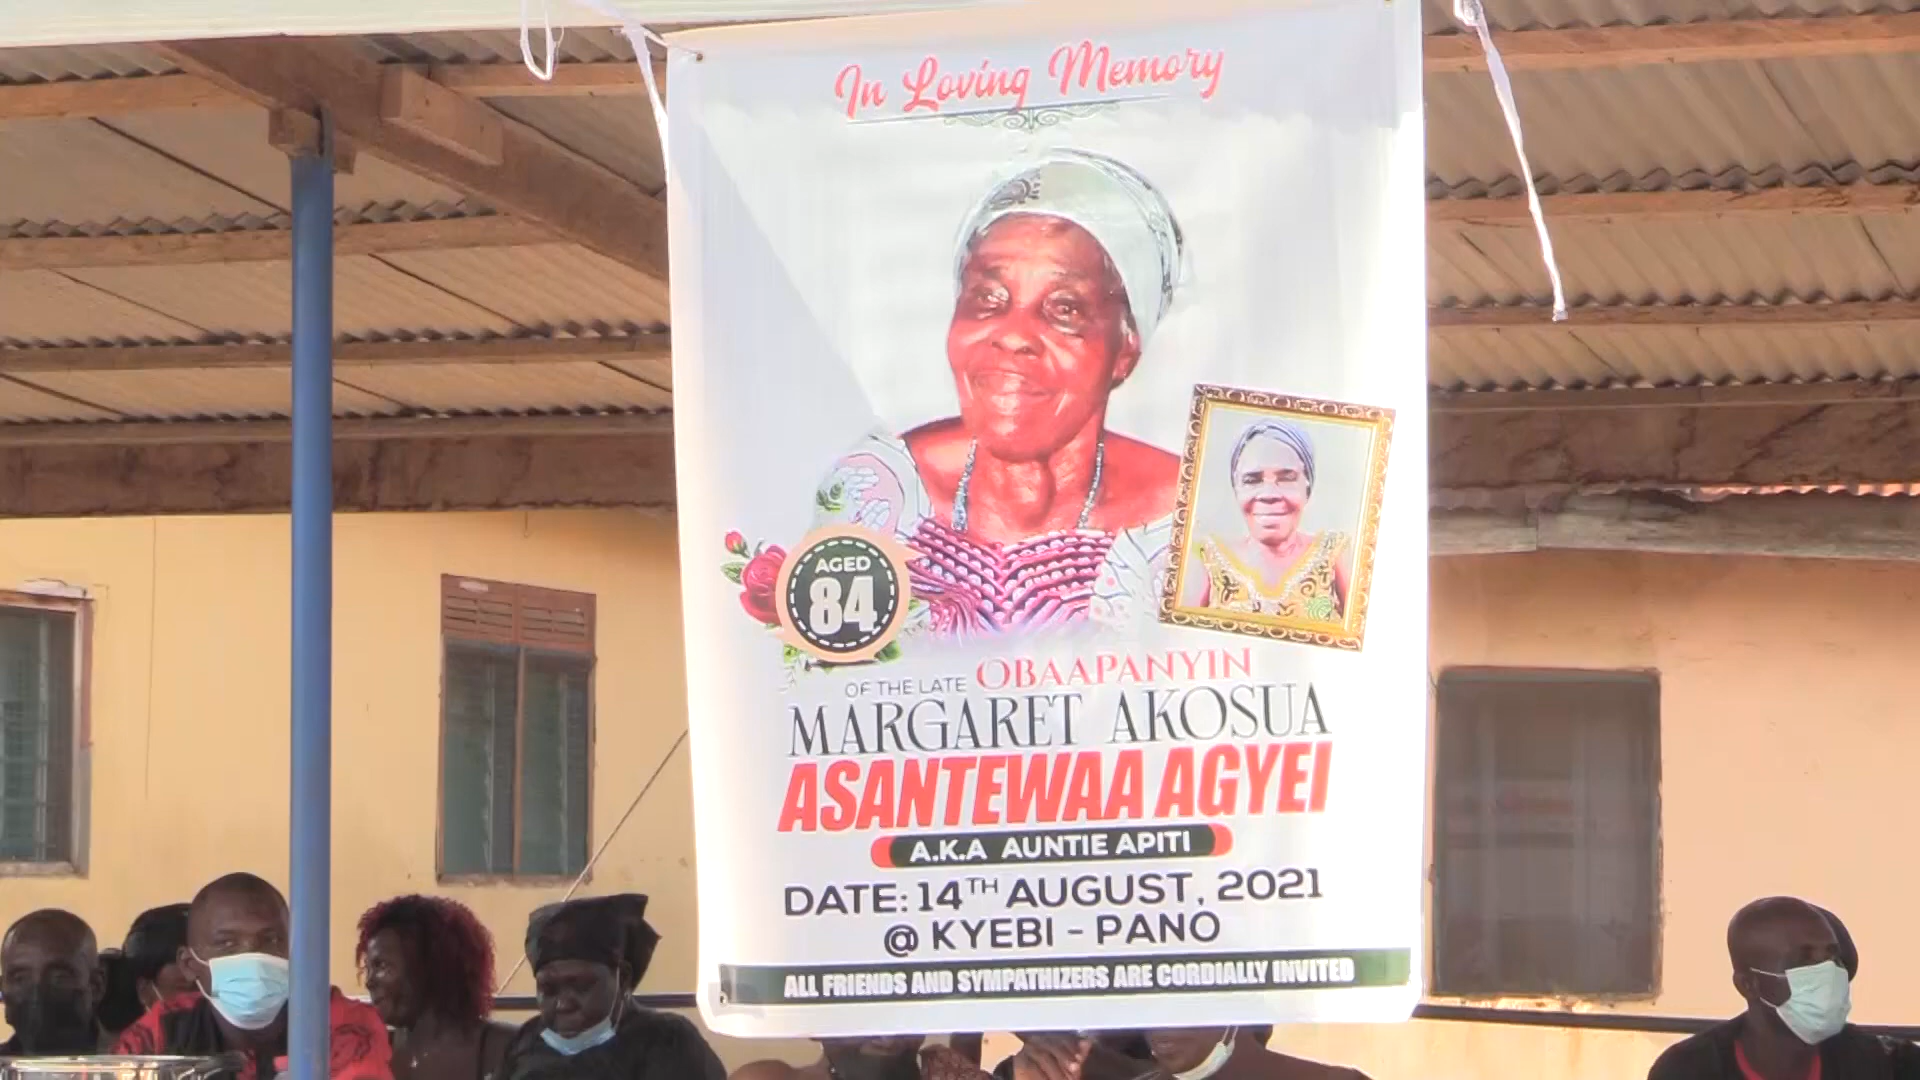 In Loving Memory
AGED
84
OF THE LATE OBAAPANYIN
MARGARET AKOSUA
ASANTEWAA AGYEI
A.K.A AUNTIE APITI
DATE: 14TH AUGUST, 2021
@ KYEBI - PANO
ALL FRIENDS AND SYMPATHIZERS ARE CORDIALLY INVITED